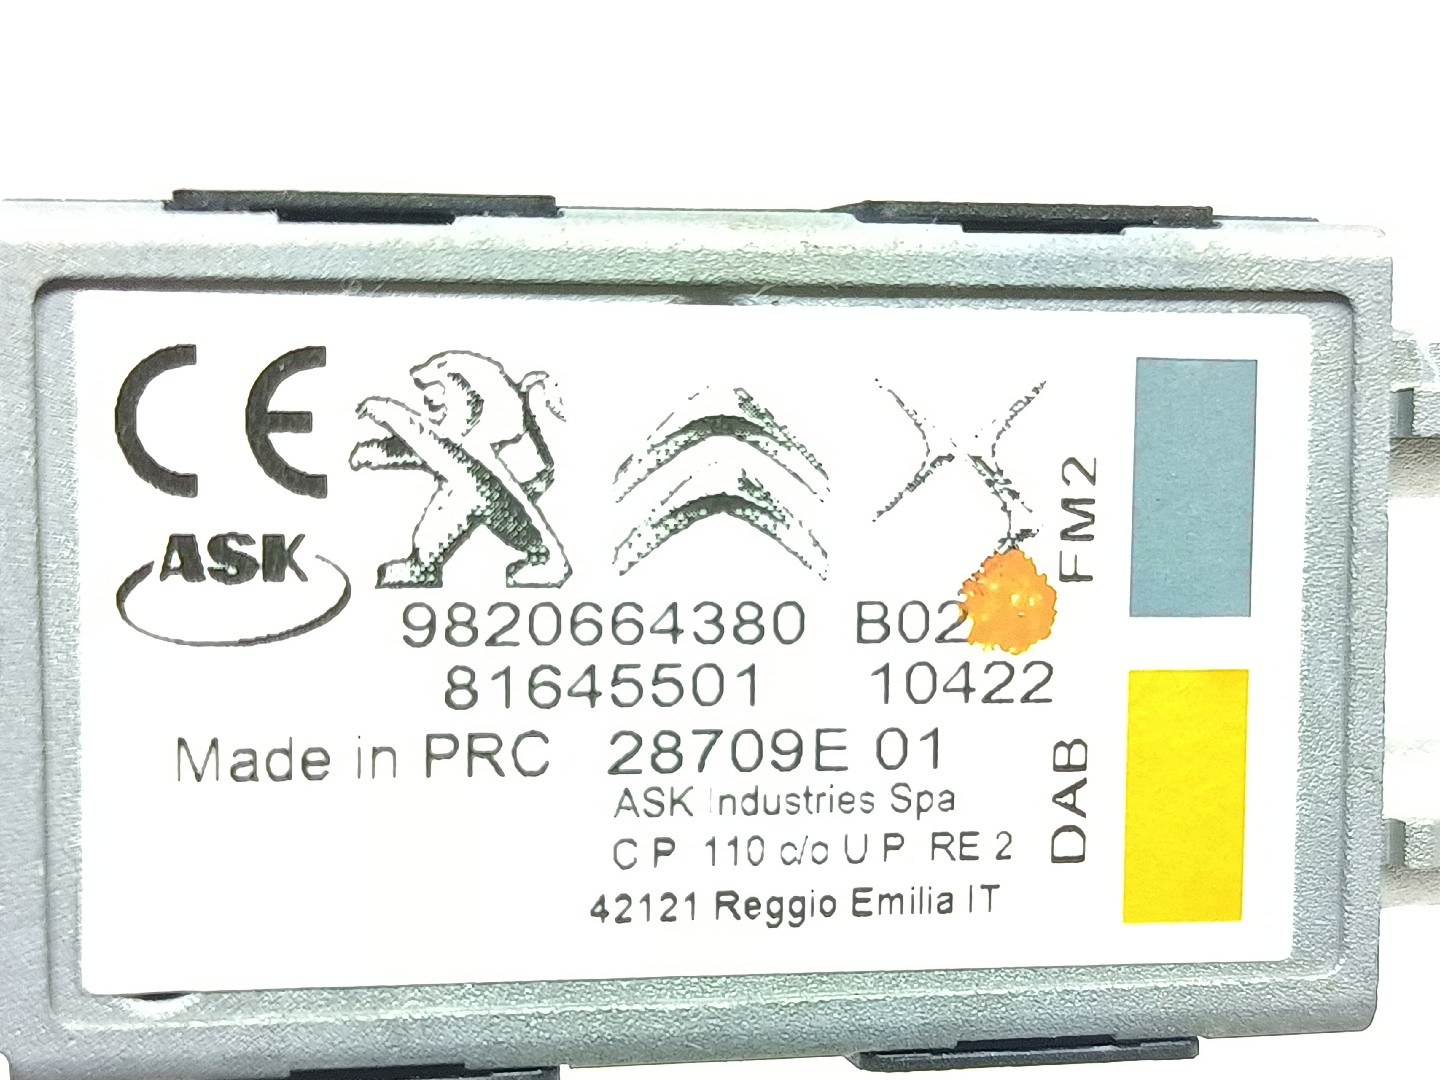 CE
ASK
9820664380 B02
81645501 10422
Made in PRC 28709E 01
ASK Industries Spa
C P 110 c/o U P RE 2
42121 Reggio Emilia IT
FM2
DAB